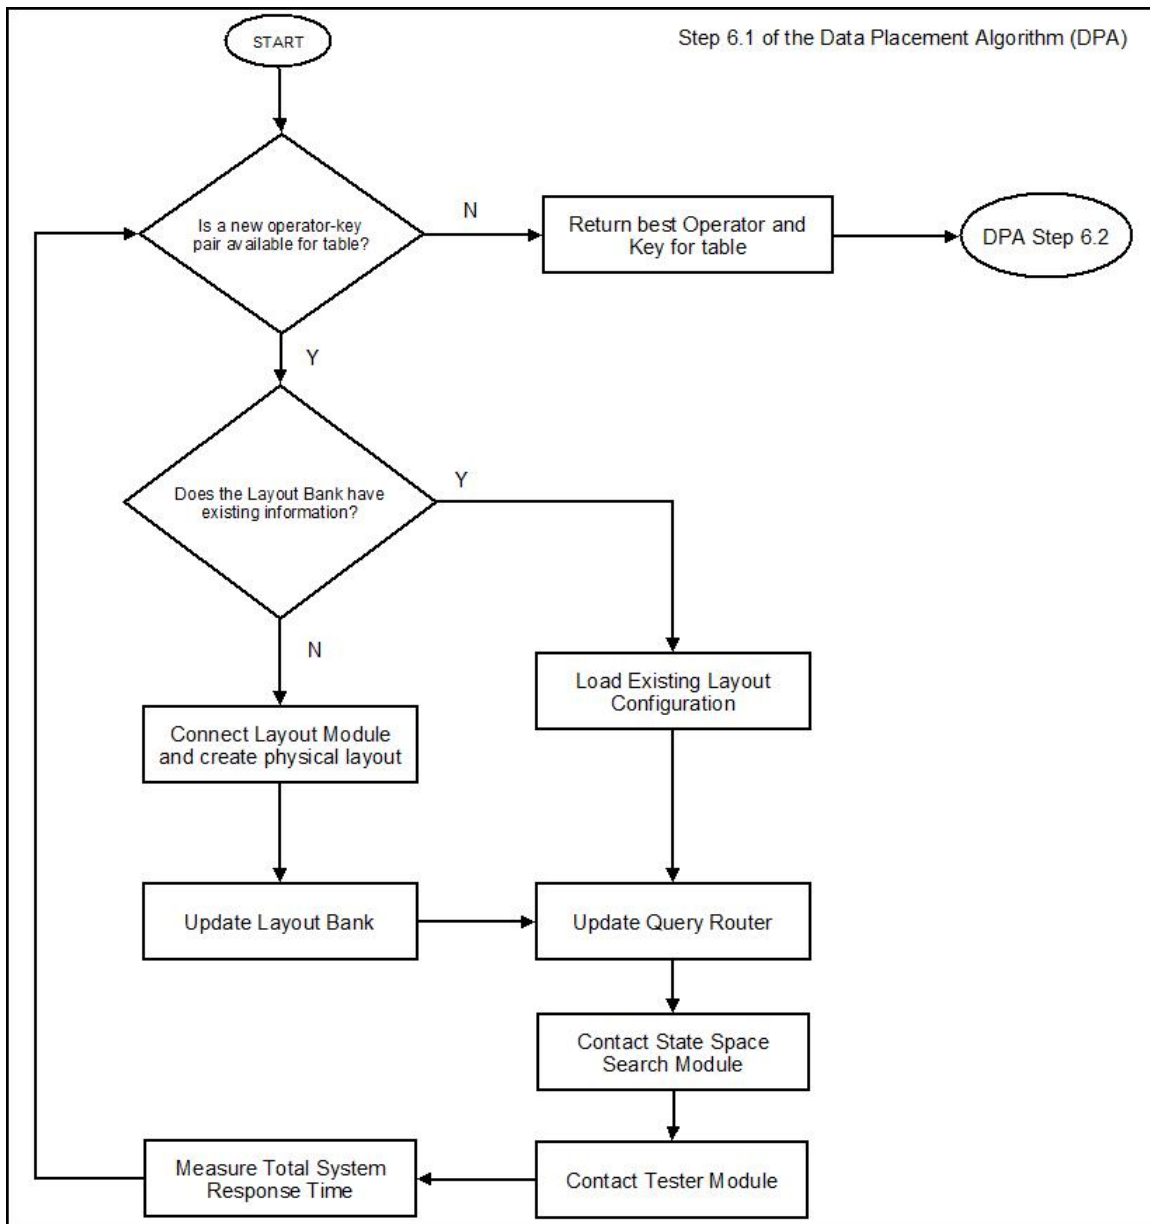 START
Step 6.1 of the Data Placement Algorithm (DPA)
Is a new operator-key
pair available for table?
N
Return best Operator and
Key for table
DPA Step 6.2
Y
Does the Layout Bank have
existing information?
Y
N
Load Existing Layout
Configuration
Connect Layout Module
and create physical layout
Update Layout Bank
Update Query Router
Contact State Space
Search Module
Measure Total System
Response Time
Contact Tester Module